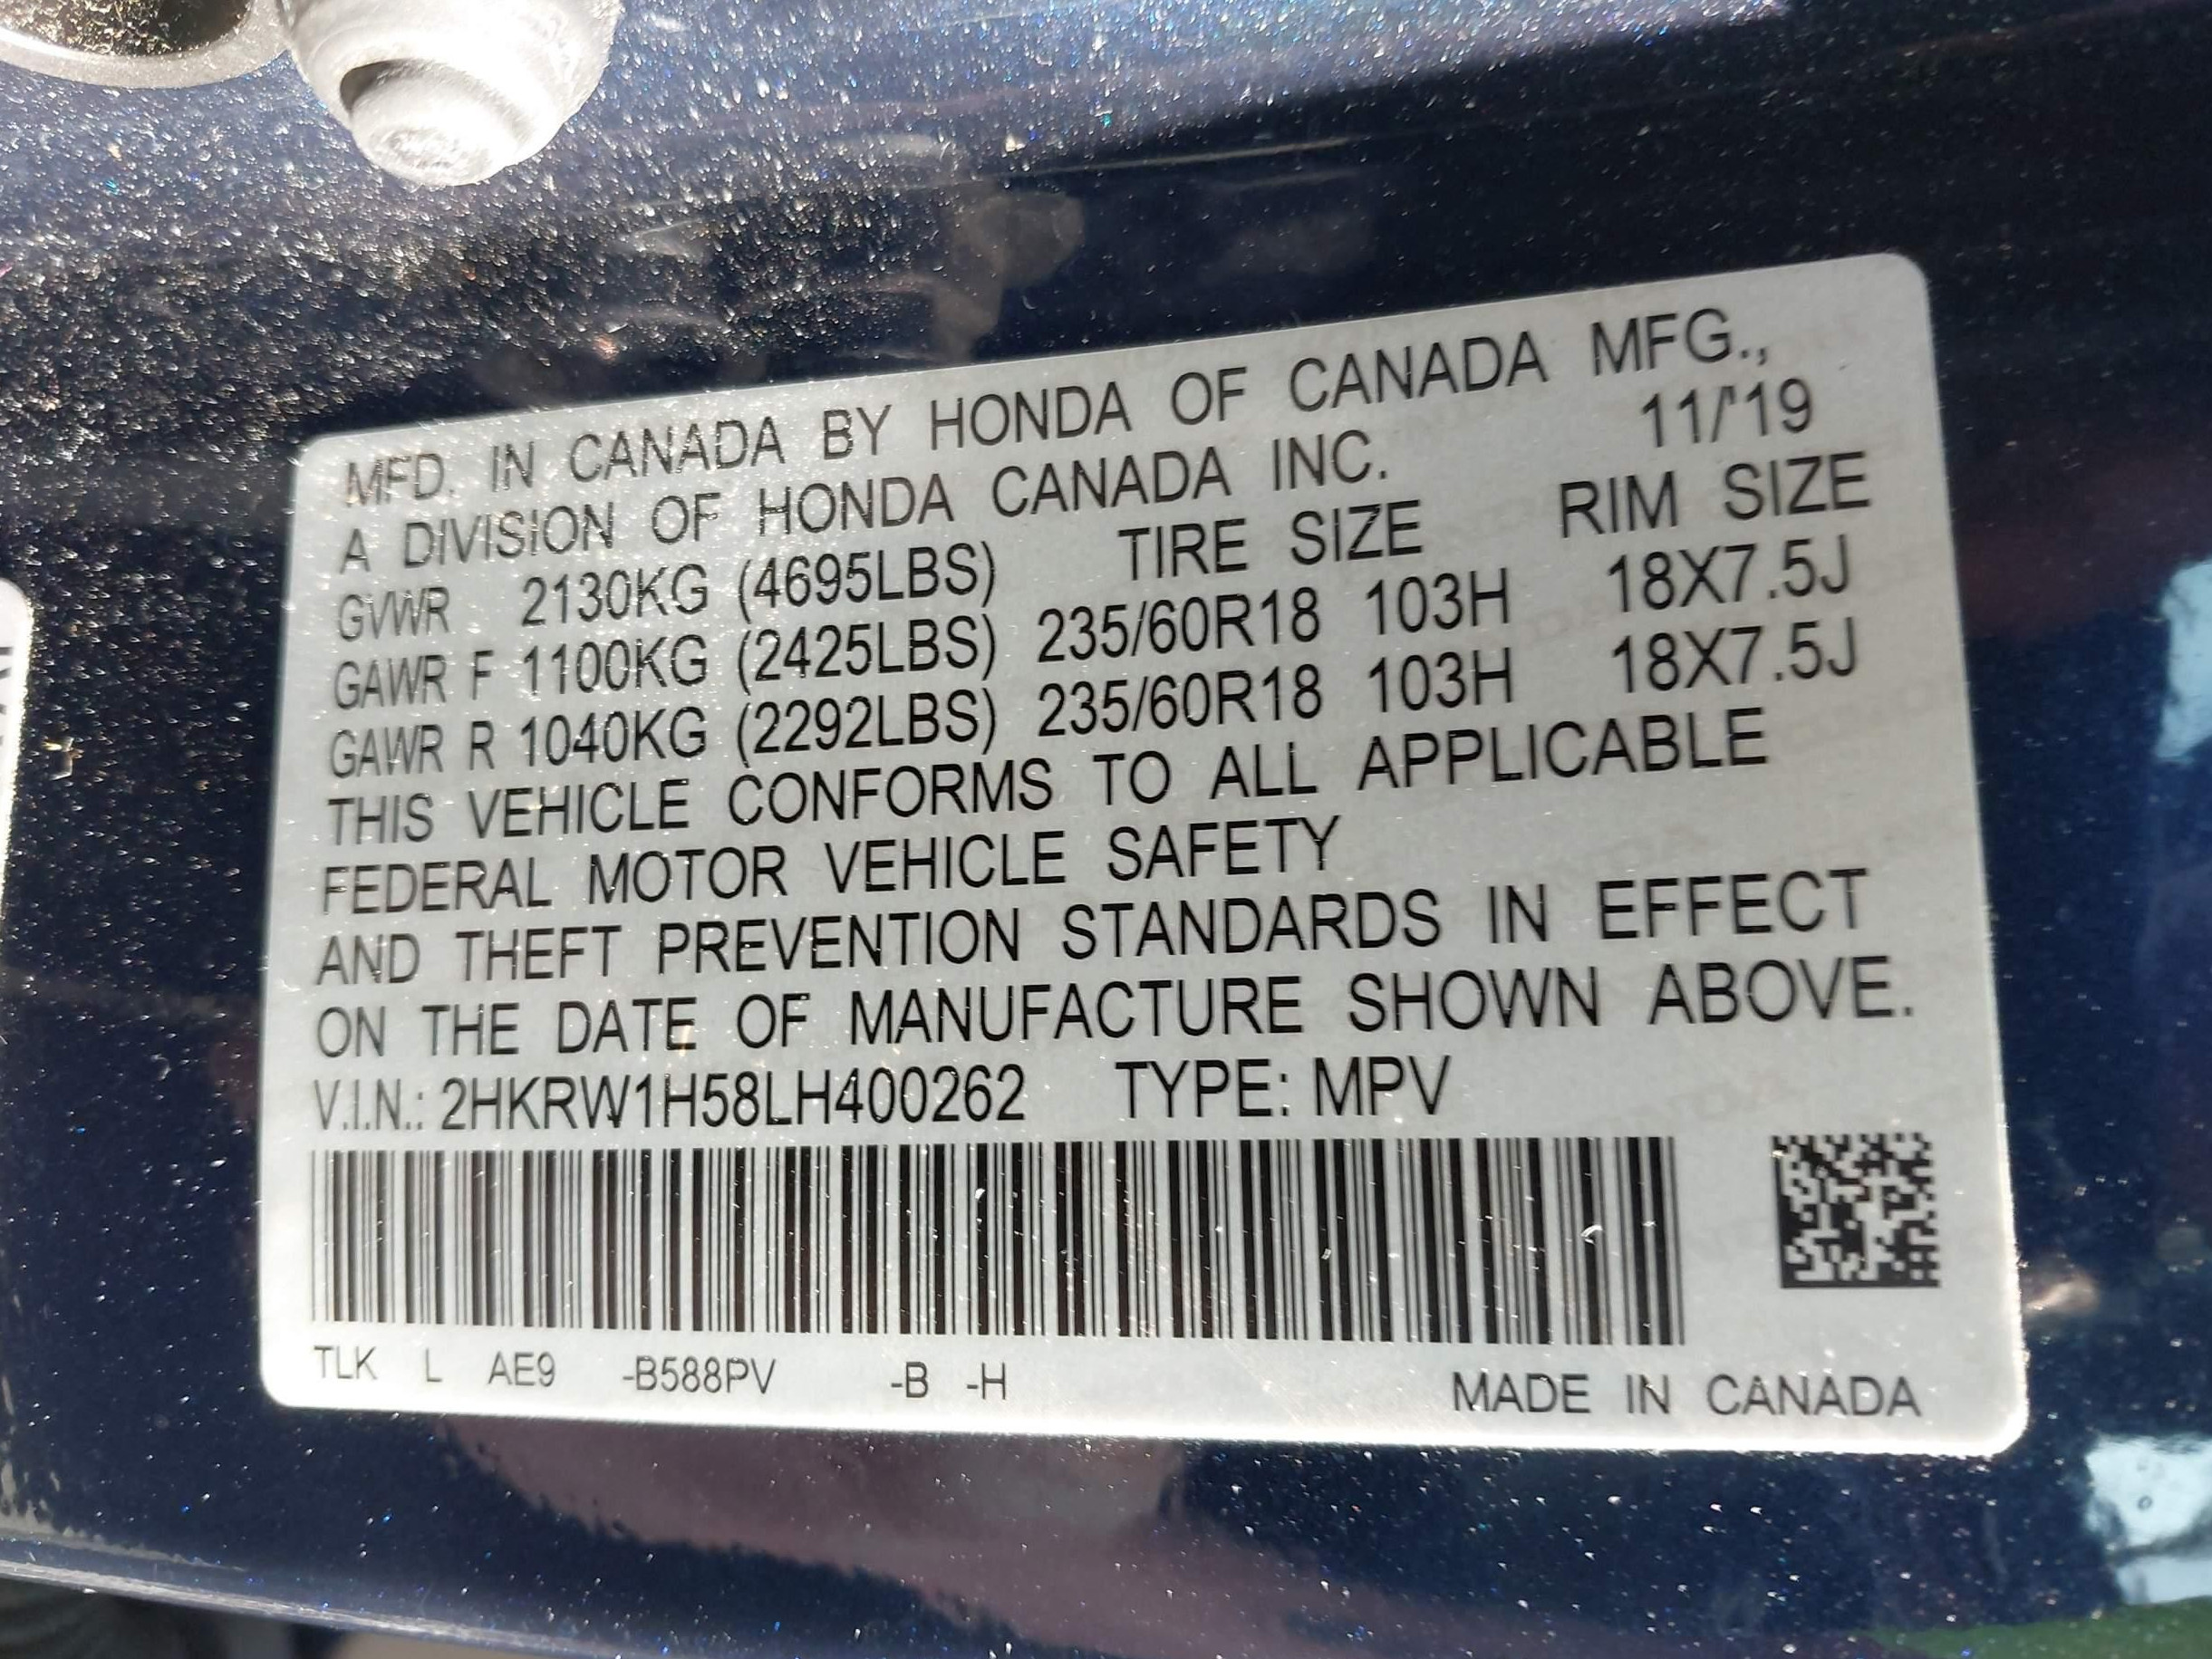 MFD. IN CANADA BY HONDA OF CANADA MFG.,
A DIVISION OF HONDA CANADA INC. 11/'19
GVWR 2130KG (4695LBS) TIRE SIZE RIM SIZE
GAWR F 1100KG (2425LBS) 235/60R18 103H 18X7.5J
GAWR R 1040KG (2292LBS) 235/60R18 103H 18X7.5J
THIS VEHICLE CONFORMS TO ALL APPLICABLE
FEDERAL MOTOR VEHICLE SAFETY
AND THEFT PREVENTION STANDARDS IN EFFECT
ON THE DATE OF MANUFACTURE SHOWN ABOVE.
V.I.N.: 2HKRW1H58LH400262 TYPE: MPV
TLK L AE9 -B588PV -B -H MADE IN CANADA